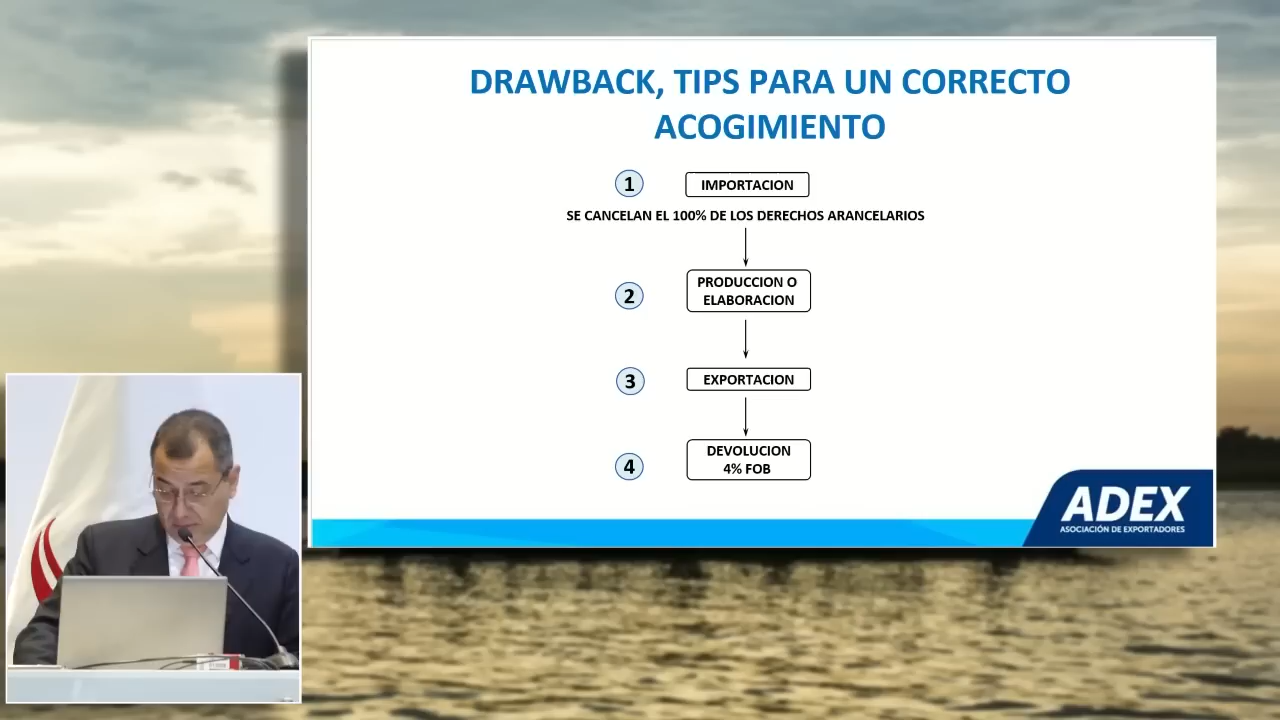 DRAWBACK, TIPS PARA UN CORRECTO
ACOGIMIENTO
1
IMPORTACION
SE CANCELAN EL 100% DE LOS DERECHOS ARANCELARIOS
2
PRODUCCION O
ELABORACION
3
EXPORTACION
4
DEVOLUCION
4% FOB
ADEX
ASOCIACIÓN DE EXPORTADORES